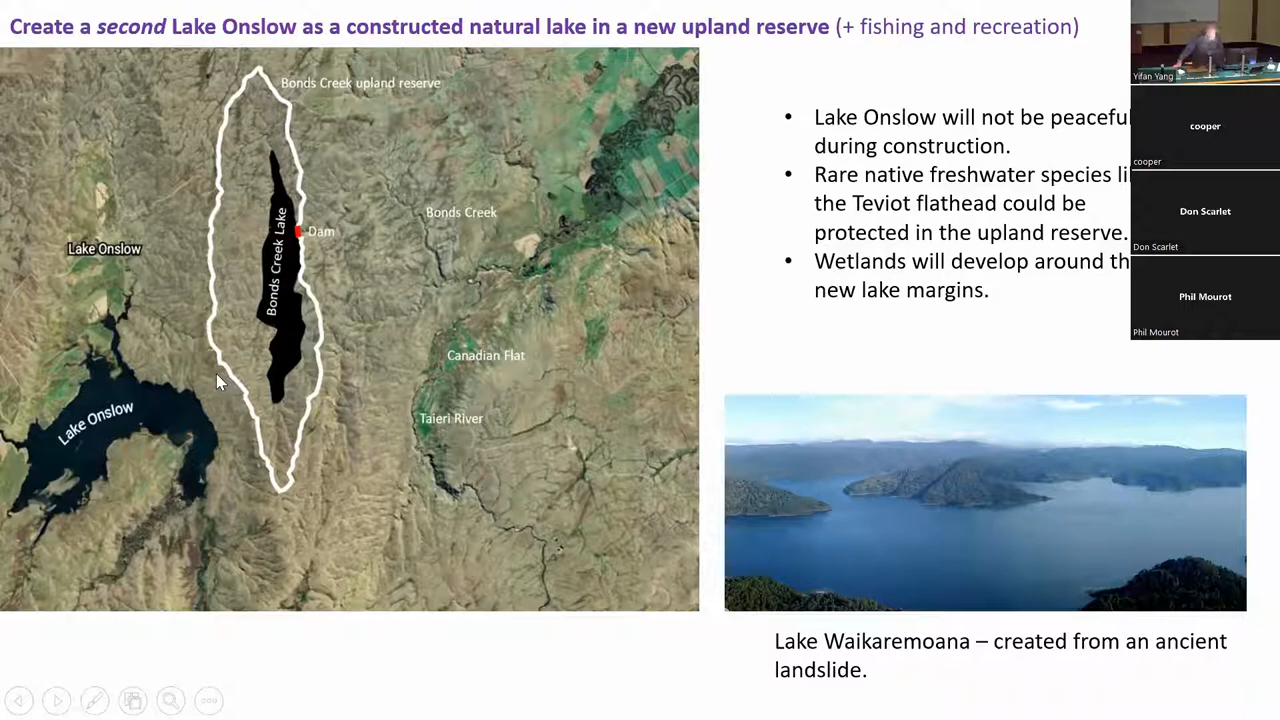 Create a second Lake Onslow as a constructed natural lake in a new upland reserve (+ fishing and recreation)
Bonds Creek upland reserve
Bonds Creek
Dam
Bonds Creek Lake
Lake Onslow
Lake Onslow
Canadian Flat
Taieri River
• Lake Onslow will not be peaceful
during construction.
• Rare native freshwater species
the Teviot flathead could be
protected in the upland reserve.
• Wetlands will develop around
new lake margins.
Lake Waikaremoana – created from an ancient
landslide.
Yifan Yang
cooper
cooper
Don Scarlet
Don Scarlet
Phil Mourot
Phil Mourot